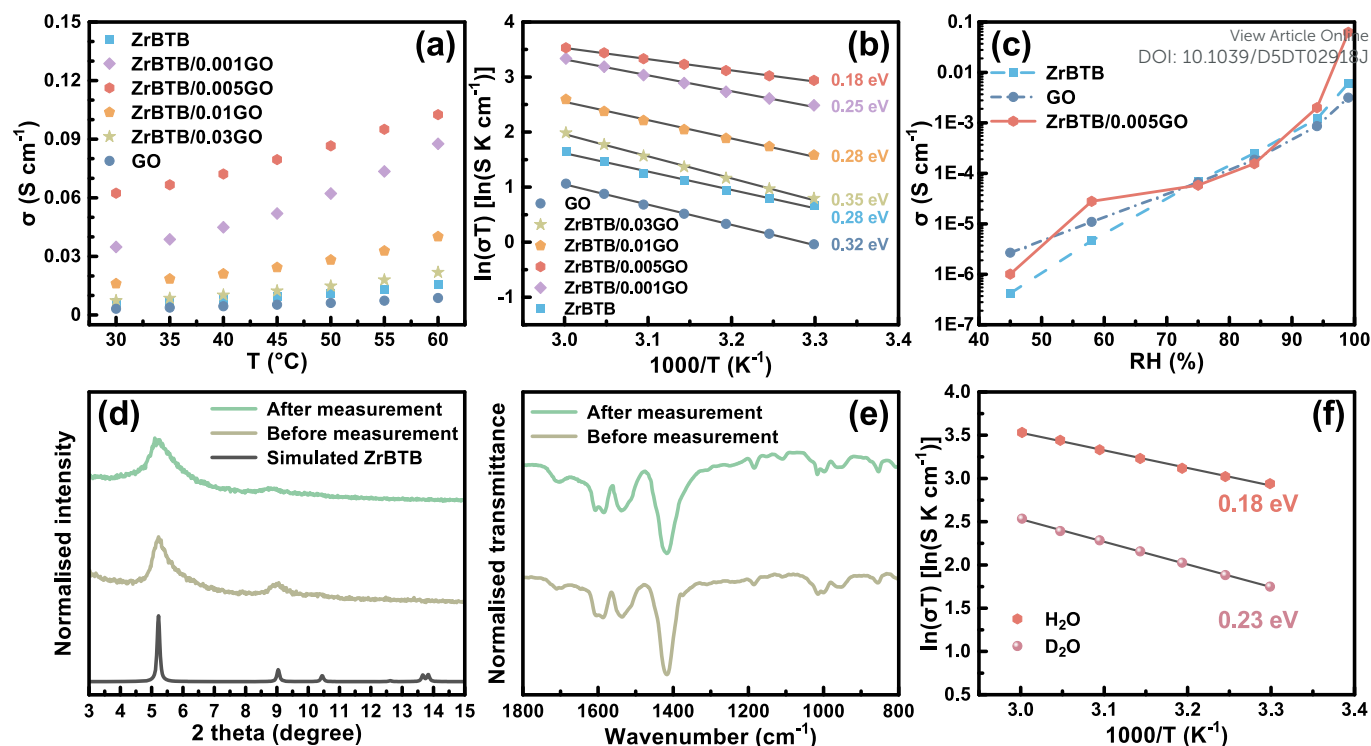 View Article Online
DOI: 10.1039/D5DT02918J
(a)
ZrBTB
ZrBTB/0.001GO
ZrBTB/0.005GO
ZrBTB/0.01GO
ZrBTB/0.03GO
GO
σ (S cm⁻¹)
0.15
0.12
0.09
0.06
0.03
0
30 35 40 45 50 55 60
T (°C)
(b)
ln(σT) [ln(S K cm⁻¹)]
4
3
2
1
0
-1
0.18 eV
0.25 eV
0.28 eV
0.35 eV
0.28 eV
0.32 eV
GO
ZrBTB/0.03GO
ZrBTB/0.01GO
ZrBTB/0.005GO
ZrBTB/0.001GO
ZrBTB
3.0 3.1 3.2 3.3 3.4
1000/T (K⁻¹)
(c)
ZrBTB
GO
ZrBTB/0.005GO
σ (S cm⁻¹)
0.1
0.01
1E-3
1E-4
1E-5
1E-6
1E-7
40 50 60 70 80 90 100
RH (%)
(d)
After measurement
Before measurement
Simulated ZrBTB
Normalised intensity
3 4 5 6 7 8 9 10 11 12 13 14 15
2 theta (degree)
(e)
After measurement
Before measurement
Normalised transmittance
1800 1600 1400 1200 1000 800
Wavenumber (cm⁻¹)
(f)
ln(σT) [ln(S K cm⁻¹)]
4.0
3.5
3.0
2.5
2.0
1.5
1.0
0.5
0.18 eV
0.23 eV
H₂O
D₂O
3.0 3.1 3.2 3.3 3.4
1000/T (K⁻¹)